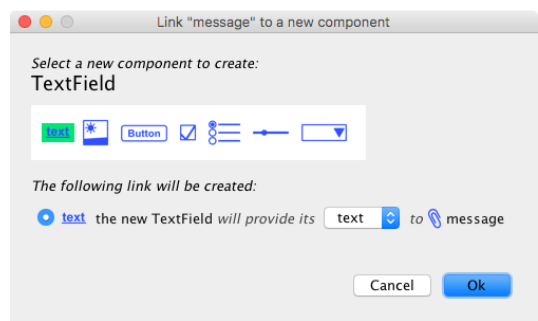 Link "message" to a new component
Select a new component to create:
TextField
text Button
The following link will be created:
text the new TextField will provide its text to message
Cancel Ok